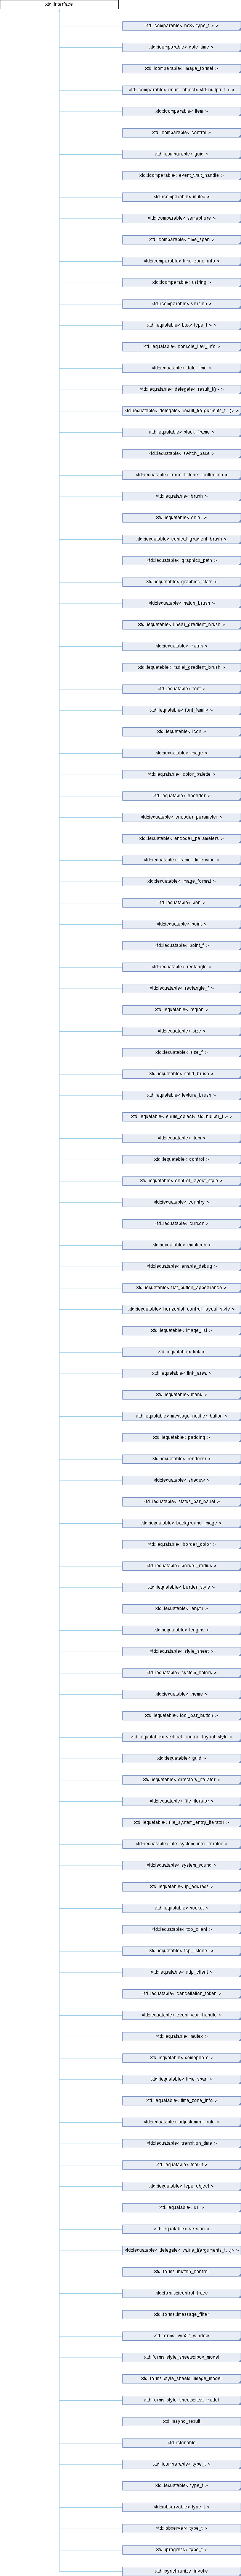 xtd::interface
xtd::icomparable< box< type_t > >
xtd::icomparable< date_time >
xtd::icomparable< image_format >
xtd::icomparable< enum_object< std::nullptr_t > >
xtd::icomparable< item >
xtd::icomparable< control >
xtd::icomparable< guid >
xtd::icomparable< event_wait_handle >
xtd::icomparable< mutex >
xtd::icomparable< semaphore >
xtd::icomparable< time_span >
xtd::icomparable< time_zone_info >
xtd::icomparable< ustring >
xtd::icomparable< version >
xtd::iequatable< box< type_t > >
xtd::iequatable< console_key_info >
xtd::iequatable< date_time >
xtd::iequatable< delegate< result_t()> >
xtd::iequatable< delegate< result_t(arguments_t...)> >
xtd::iequatable< stack_frame >
xtd::iequatable< switch_base >
xtd::iequatable< trace_listener_collection >
xtd::iequatable< brush >
xtd::iequatable< color >
xtd::iequatable< conical_gradient_brush >
xtd::iequatable< graphics_path >
xtd::iequatable< graphics_state >
xtd::iequatable< hatch_brush >
xtd::iequatable< linear_gradient_brush >
xtd::iequatable< matrix >
xtd::iequatable< radial_gradient_brush >
xtd::iequatable< font >
xtd::iequatable< font_family >
xtd::iequatable< icon >
xtd::iequatable< image >
xtd::iequatable< color_palette >
xtd::iequatable< encoder >
xtd::iequatable< encoder_parameter >
xtd::iequatable< encoder_parameters >
xtd::iequatable< frame_dimension >
xtd::iequatable< image_format >
xtd::iequatable< pen >
xtd::iequatable< point >
xtd::iequatable< point_f >
xtd::iequatable< rectangle >
xtd::iequatable< rectangle_f >
xtd::iequatable< region >
xtd::iequatable< size >
xtd::iequatable< size_f >
xtd::iequatable< solid_brush >
xtd::iequatable< texture_brush >
xtd::iequatable< enum_object< std::nullptr_t > >
xtd::iequatable< item >
xtd::iequatable< control >
xtd::iequatable< control_layout_style >
xtd::iequatable< country >
xtd::iequatable< cursor >
xtd::iequatable< emoticon >
xtd::iequatable< enable_debug >
xtd::iequatable< flat_button_appearance >
xtd::iequatable< horizontal_control_layout_style >
xtd::iequatable< image_list >
xtd::iequatable< link >
xtd::iequatable< link_area >
xtd::iequatable< menu >
xtd::iequatable< message_notifier_button >
xtd::iequatable< padding >
xtd::iequatable< renderer >
xtd::iequatable< shadow >
xtd::iequatable< status_bar_panel >
xtd::iequatable< background_image >
xtd::iequatable< border_color >
xtd::iequatable< border_radius >
xtd::iequatable< border_style >
xtd::iequatable< length >
xtd::iequatable< lengths >
xtd::iequatable< style_sheet >
xtd::iequatable< system_colors >
xtd::iequatable< theme >
xtd::iequatable< tool_bar_button >
xtd::iequatable< vertical_control_layout_style >
xtd::iequatable< guid >
xtd::iequatable< directory_iterator >
xtd::iequatable< file_iterator >
xtd::iequatable< file_system_entry_iterator >
xtd::iequatable< file_system_info_iterator >
xtd::iequatable< system_sound >
xtd::iequatable< ip_address >
xtd::iequatable< socket >
xtd::iequatable< tcp_client >
xtd::iequatable< tcp_listener >
xtd::iequatable< udp_client >
xtd::iequatable< cancellation_token >
xtd::iequatable< event_wait_handle >
xtd::iequatable< mutex >
xtd::iequatable< semaphore >
xtd::iequatable< time_span >
xtd::iequatable< time_zone_info >
xtd::iequatable< adjustement_rule >
xtd::iequatable< transition_time >
xtd::iequatable< toolkit >
xtd::iequatable< type_object >
xtd::iequatable< uri >
xtd::iequatable< version >
xtd::iequatable< delegate< value_t(arguments_t...)> >
xtd::forms::ibutton_control
xtd::forms::icontrol_trace
xtd::forms::imessage_filter
xtd::forms::iwin32_window
xtd::forms::style_sheets::ibox_model
xtd::forms::style_sheets::iimage_model
xtd::forms::style_sheets::itext_model
xtd::iasync_result
xtd::iclonable
xtd::icomparable< type_t >
xtd::iequatable< type_t >
xtd::iobservable< type_t >
xtd::iobserver< type_t >
xtd::iprogress< type_t >
xtd::isynchronize_invoke